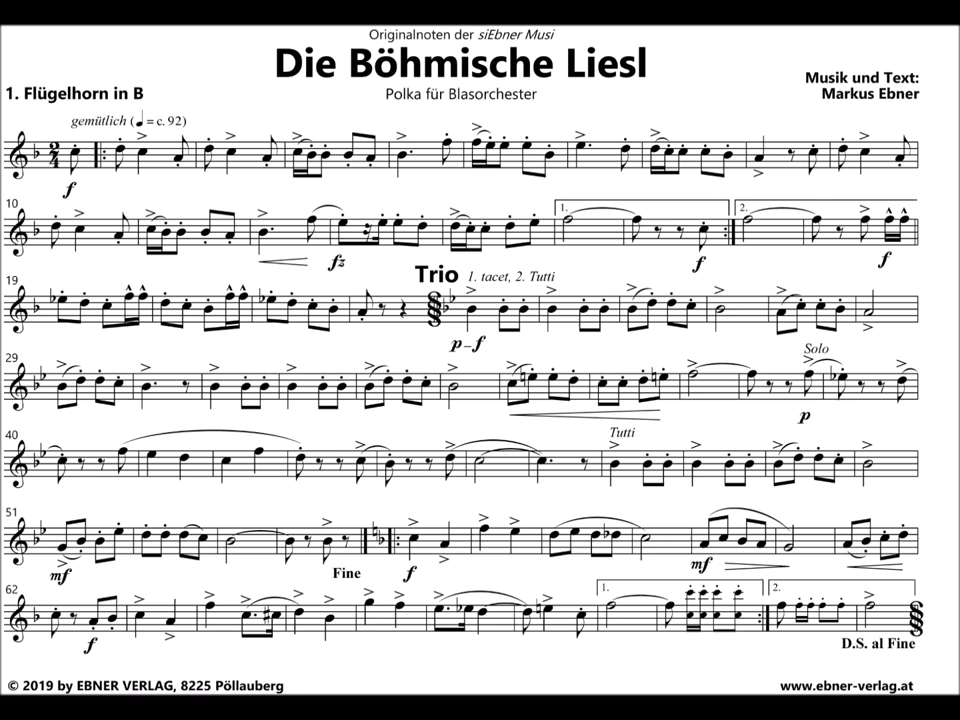 Originalnoten der siEbner Musi
Die Böhmische Liesl
Polka für Blasorchester
Musik und Text:
Markus Ebner
1. Flügelhorn in B
gemütlich (♩ = c. 92)
2
4
f
10
1.
2.
fz
f
f
19
Trio
1. tacet, 2. Tutti
p – f
29
Solo
p
40
Tutti
51
mf
Fine
f
mf
62
1.
2.
f
D.S. al Fine
© 2019 by EBNER VERLAG, 8225 Pöllauberg
www.ebner-verlag.at